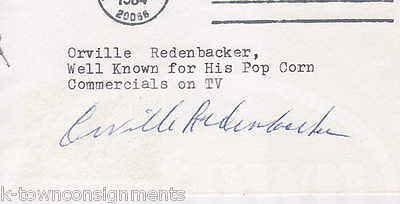 1984
20066
Orville Redenbacker,
Well Known for His Pop Corn
Commercials on TV
Orville Redenbacker
k-townconsignments